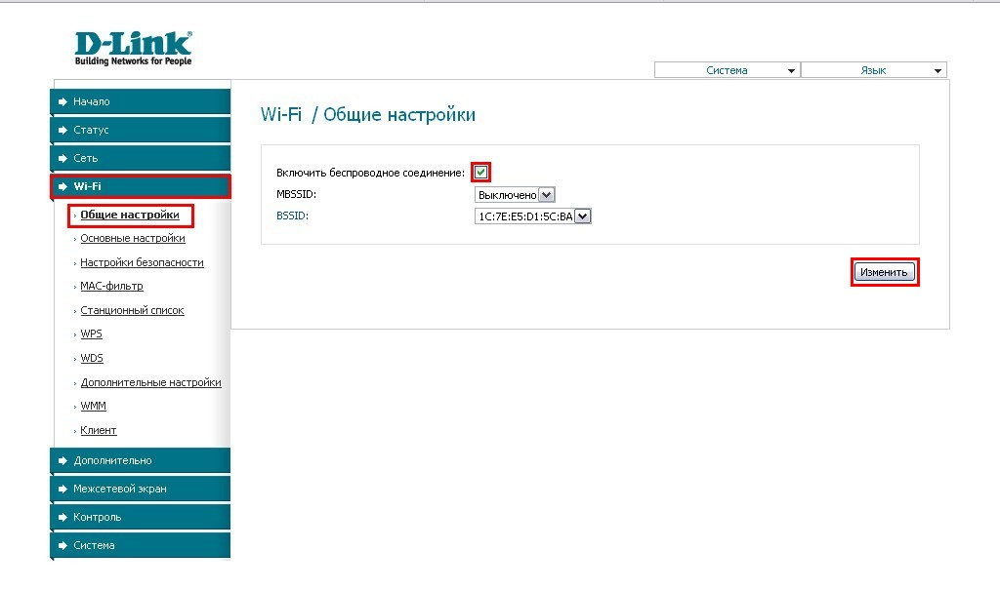 D-Link
Building Networks for People
Система
Язык
Начало
Статус
Сеть
Wi-Fi
Общие настройки
Основные настройки
Настройки безопасности
MAC-фильтр
Станционный список
WPS
WDS
Дополнительные настройки
WMM
Клиент
Дополнительно
Межсетевой экран
Контроль
Система
Wi-Fi / Общие настройки
Включить беспроводное соединение:
MBSSID: Выключено
BSSID: 1C:7E:E5:D1:5C:BA
Изменить